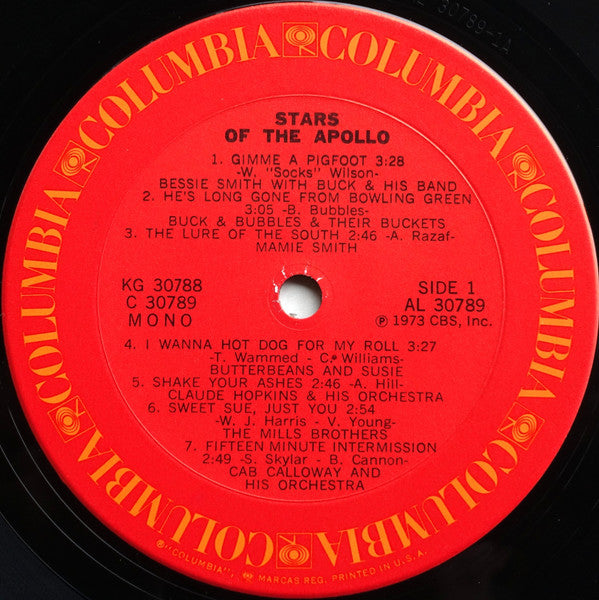 COLUMBIA
COLUMBIA
COLUMBIA
COLUMBIA
COLUMBIA
COLUMBIA
COLUMBIA
COLUMBIA
AL 30789-1A
STARS
OF THE APOLLO
1. GIMME A PIGFOOT 3:28
-W. "Socks" Wilson-
BESSIE SMITH WITH BUCK & HIS BAND
2. HE'S LONG GONE FROM BOWLING GREEN
3:05 -B. Bubbles-
BUCK & BUBBLES & THEIR BUCKETS
3. THE LURE OF THE SOUTH 2:46 -A. Razaf-
MAMIE SMITH
KG 30788
C 30789
MONO
SIDE 1
AL 30789
Ⓟ 1973 CBS, Inc.
4. I WANNA HOT DOG FOR MY ROLL 3:27
-T. Wammed - C. Williams-
BUTTERBEANS AND SUSIE
5. SHAKE YOUR ASHES 2:46 -A. Hill-
CLAUDE HOPKINS & HIS ORCHESTRA
6. SWEET SUE, JUST YOU 2:54
-W. J. Harris - V. Young-
THE MILLS BROTHERS
7. FIFTEEN MINUTE INTERMISSION
2:49 -S. Skylar - B. Cannon-
CAB CALLOWAY AND
HIS ORCHESTRA
®"COLUMBIA", MARCAS REG. PRINTED IN U.S.A.